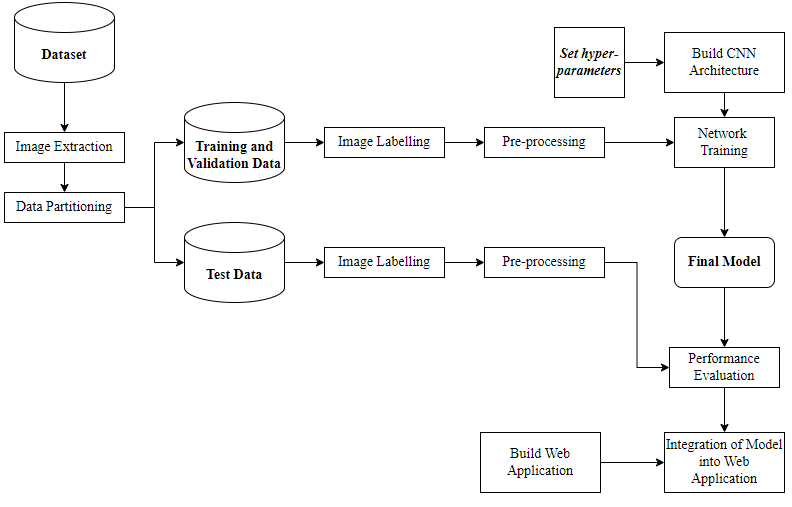 Dataset
Set hyper-
parameters
Build CNN
Architecture
Image Extraction
Training and
Validation Data
Image Labelling
Pre-processing
Network
Training
Data Partitioning
Test Data
Image Labelling
Pre-processing
Final Model
Performance
Evaluation
Build Web
Application
Integration of Model
into Web
Application